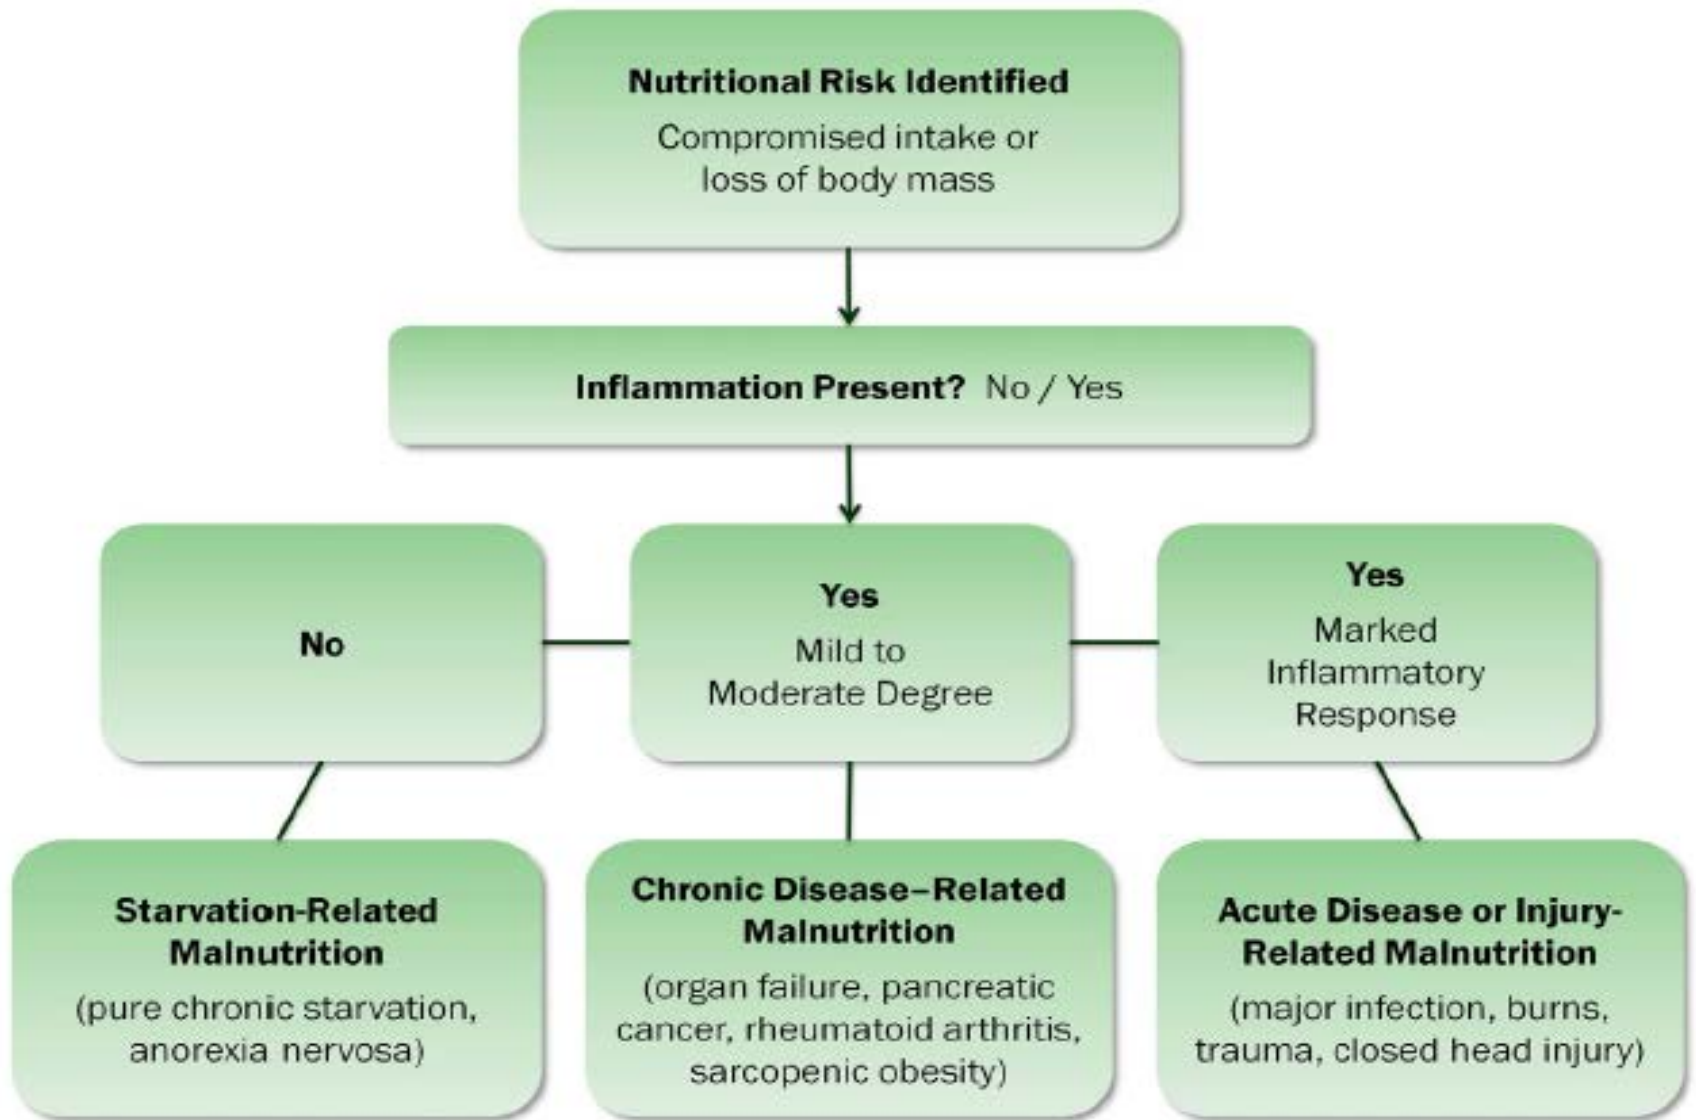 Nutritional Risk Identified
Compromised intake or
loss of body mass
Inflammation Present? No / Yes
No
Yes
Mild to
Moderate Degree
Yes
Marked
Inflammatory
Response
Starvation-Related
Malnutrition
(pure chronic starvation,
anorexia nervosa)
Chronic Disease–Related
Malnutrition
(organ failure, pancreatic
cancer, rheumatoid arthritis,
sarcopenic obesity)
Acute Disease or Injury-
Related Malnutrition
(major infection, burns,
trauma, closed head injury)